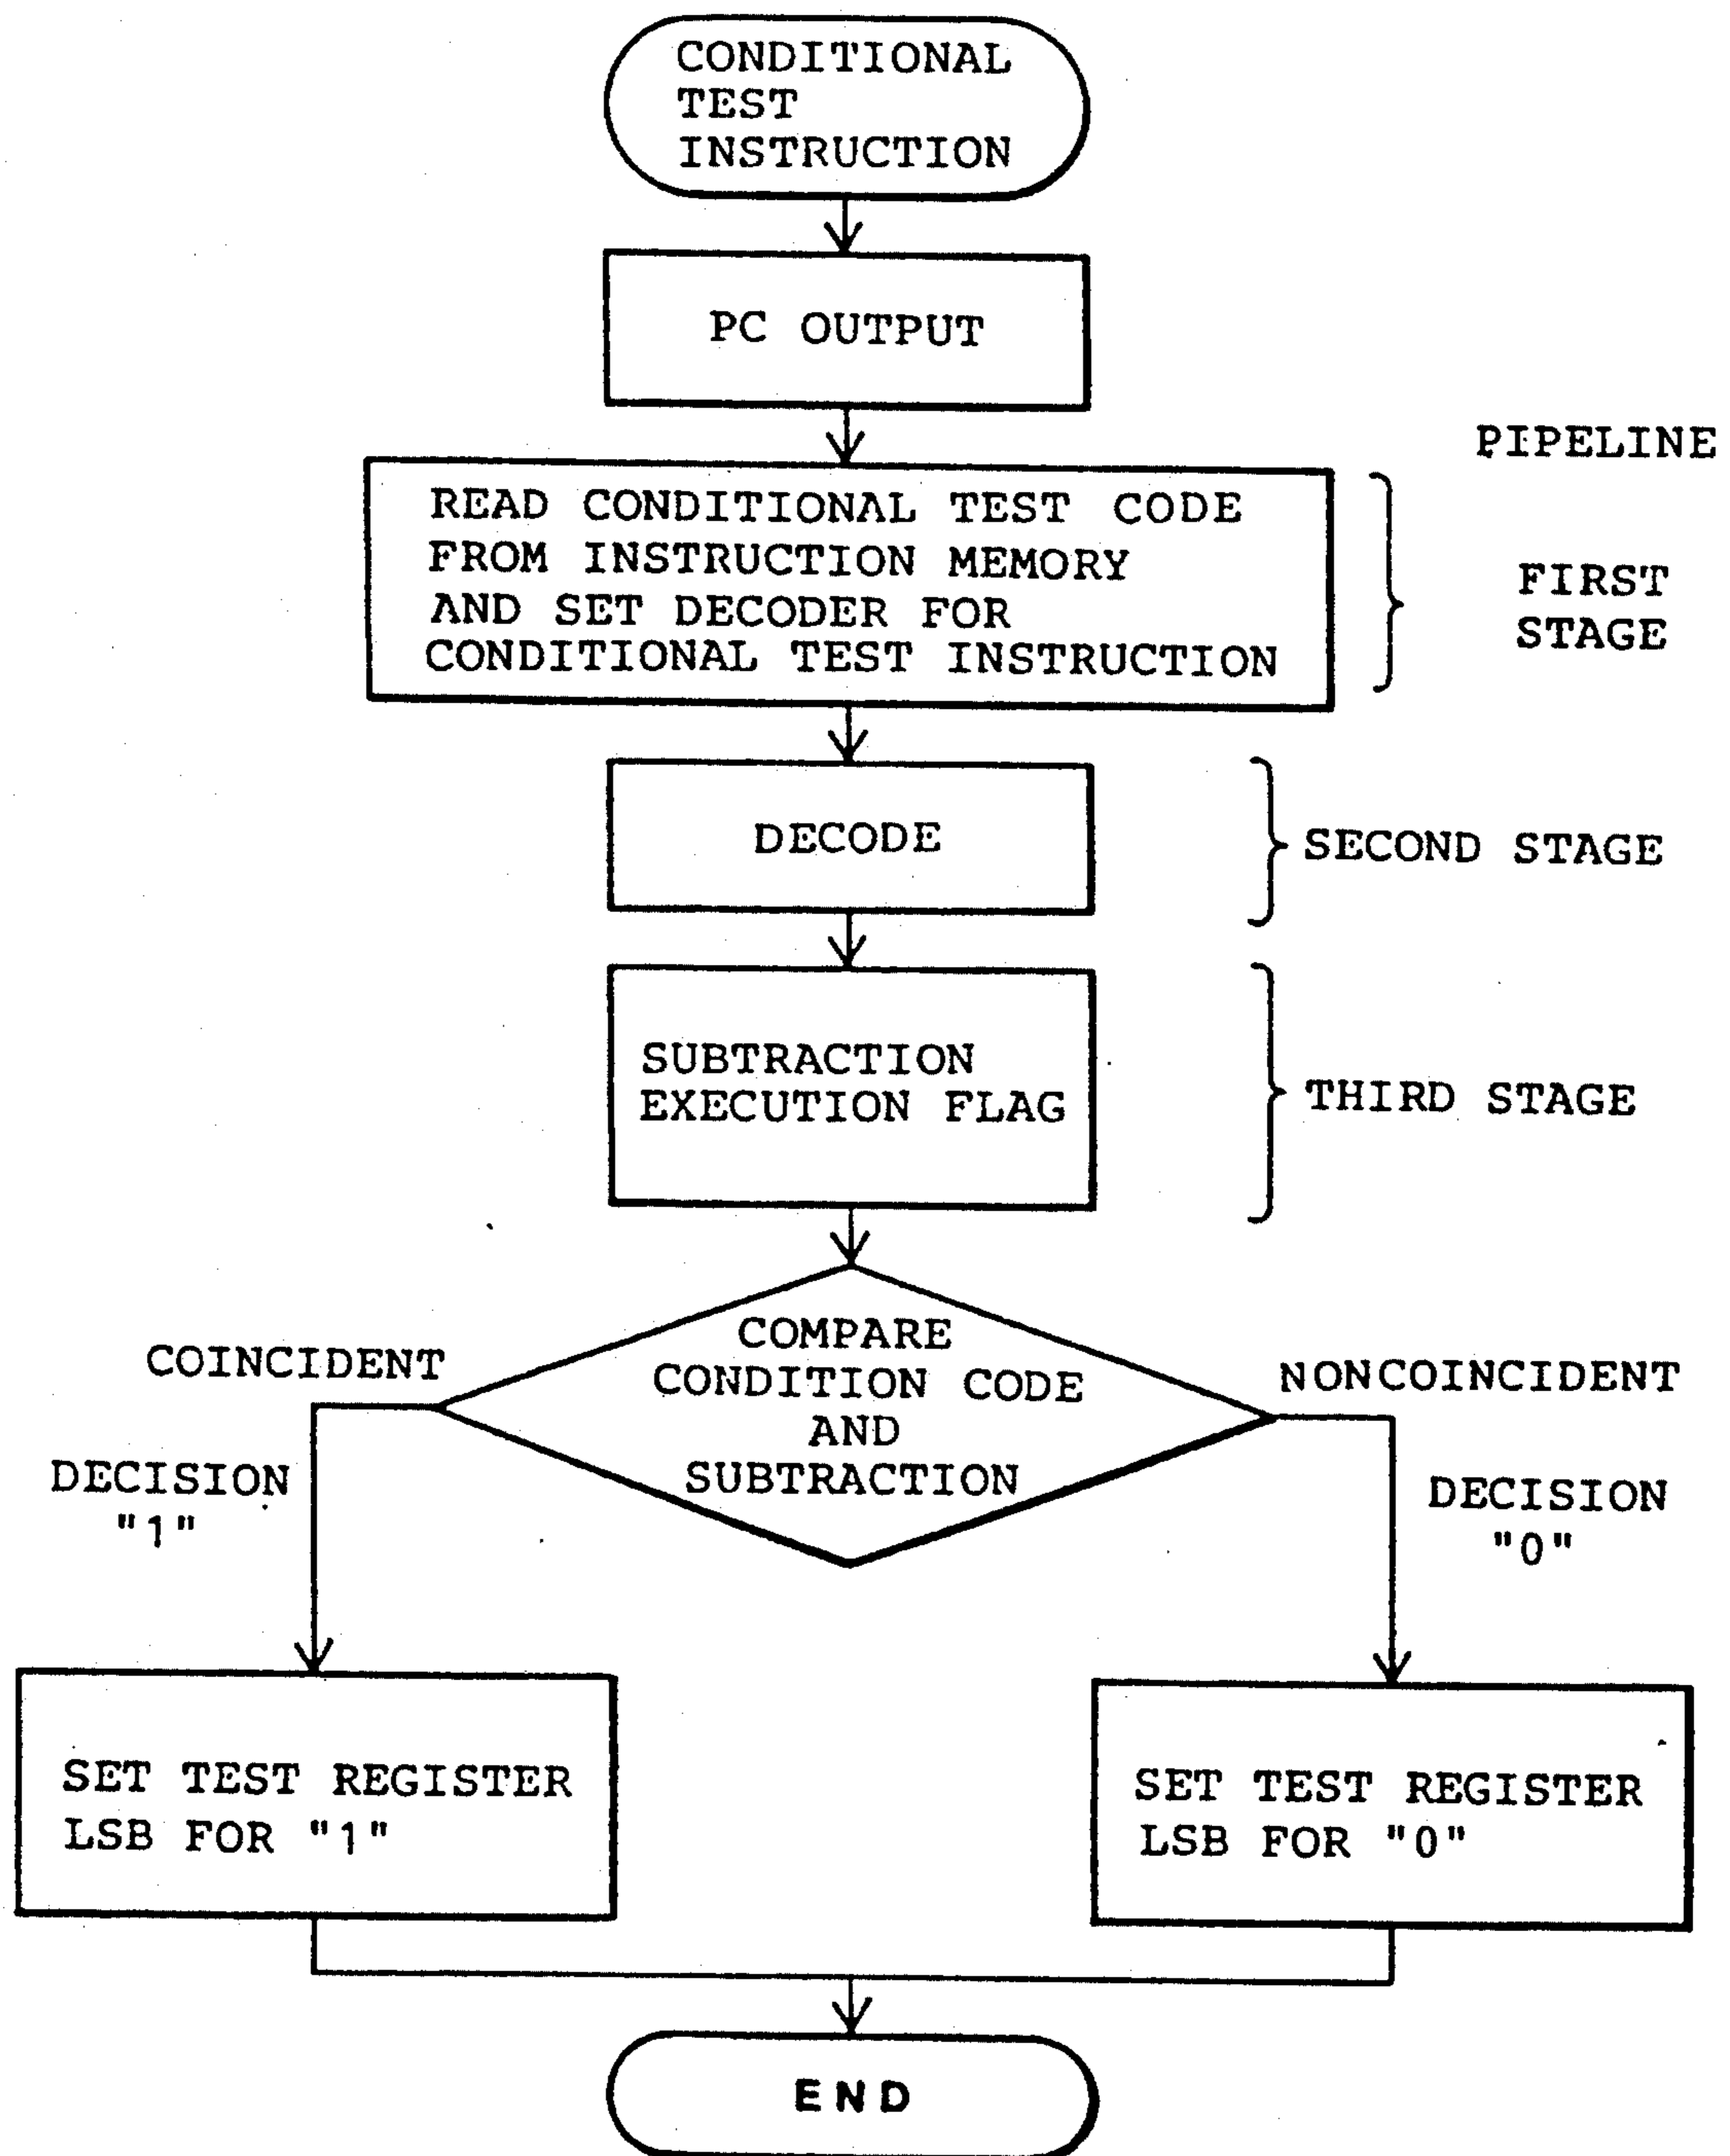 CONDITIONAL
TEST
INSTRUCTION
PC OUTPUT
PIPELINE
READ CONDITIONAL TEST CODE
FROM INSTRUCTION MEMORY
AND SET DECODER FOR
CONDITIONAL TEST INSTRUCTION
FIRST
STAGE
DECODE
SECOND STAGE
SUBTRACTION
EXECUTION FLAG
THIRD STAGE
COMPARE
CONDITION CODE
AND
SUBTRACTION
COINCIDENT
NONCOINCIDENT
DECISION
"1"
DECISION
"0"
SET TEST REGISTER
LSB FOR "1"
SET TEST REGISTER
LSB FOR "0"
END